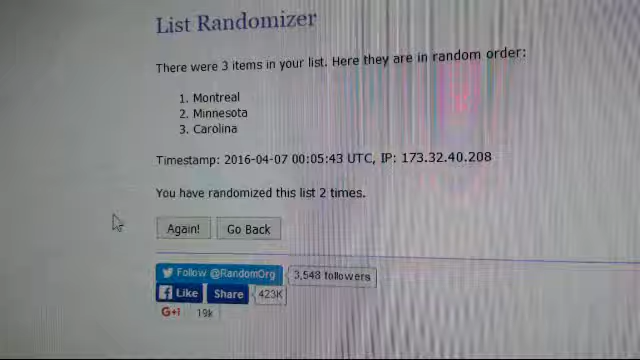 List Randomizer
There were 3 items in your list. Here they are in random order:
1. Montreal
2. Minnesota
3. Carolina
Timestamp: 2016-04-07 00:05:43 UTC, IP: 173.32.40.208
You have randomized this list 2 times.
Again! Go Back
Follow @RandomOrg 3,548 followers
Like Share 423K
G+1 19k